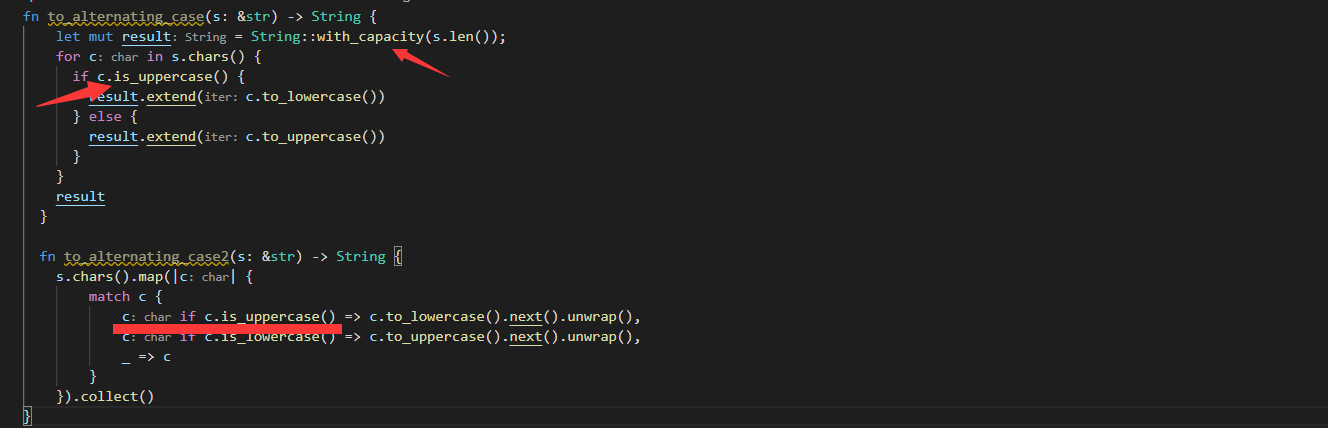 fn to_alternating_case(s: &str) -> String {
let mut result: String = String::with_capacity(s.len());
for c: char in s.chars() {
if c.is_uppercase() {
result.extend(iter: c.to_lowercase())
} else {
result.extend(iter: c.to_uppercase())
}
}
result
}
fn to_alternating_case2(s: &str) -> String {
s.chars().map(|c: char| {
match c {
c: char if c.is_uppercase() => c.to_lowercase().next().unwrap(),
c: char if c.is_lowercase() => c.to_uppercase().next().unwrap(),
_ => c
}
}).collect()
}